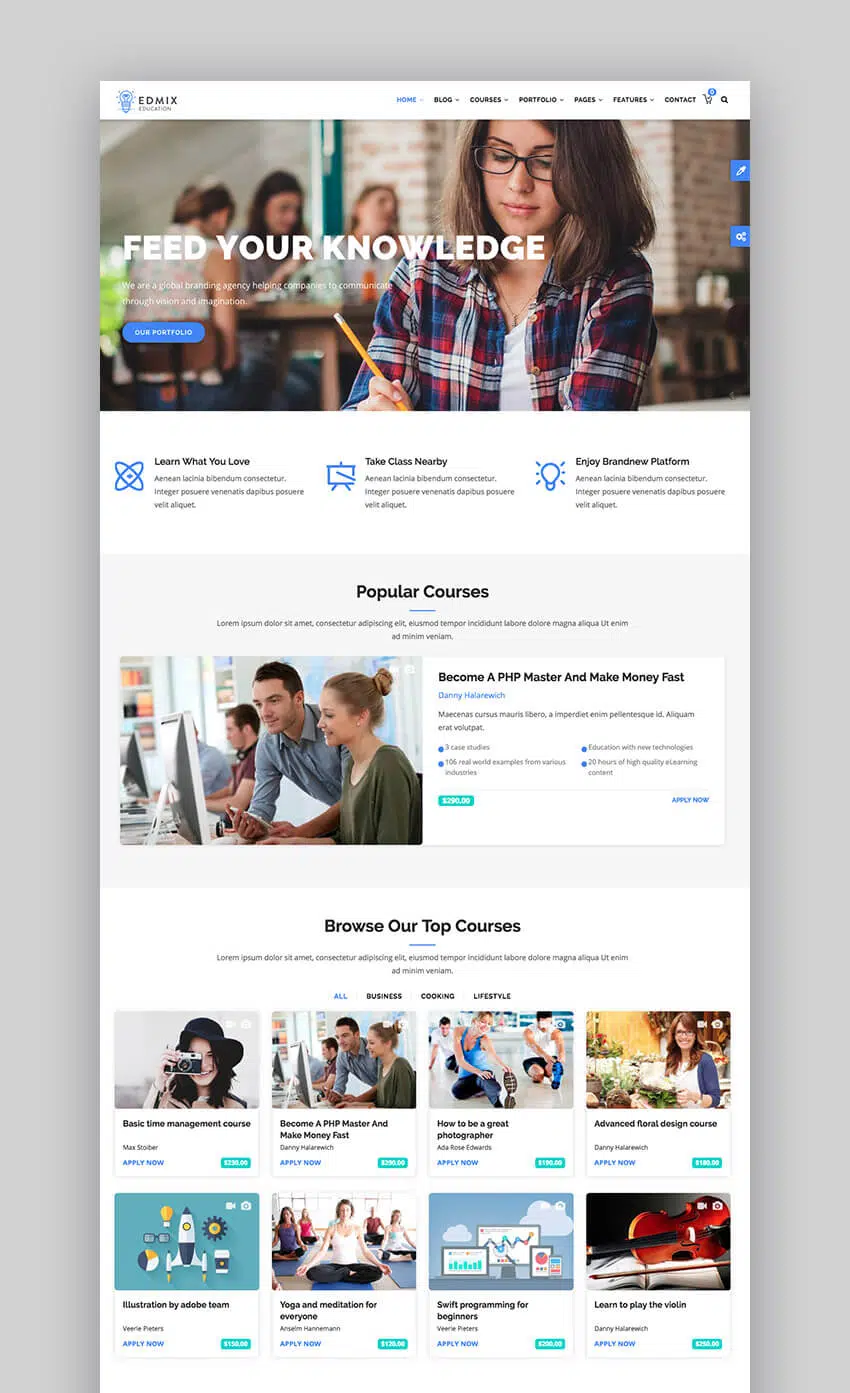 EDMIX
EDUCATION
HOME BLOG COURSES PORTFOLIO PAGES FEATURES CONTACT 0
FEED YOUR KNOWLEDGE
We are a global branding agency helping companies to communicate
through vision and imagination.
OUR PORTFOLIO
Learn What You Love
Aenean lacinia bibendum consectetur.
Integer posuere venenatis dapibus posuere
velit aliquet.
Take Class Nearby
Aenean lacinia bibendum consectetur.
Integer posuere venenatis dapibus posuere
velit aliquet.
Enjoy Brandnew Platform
Aenean lacinia bibendum consectetur.
Integer posuere venenatis dapibus posuere
velit aliquet.
Popular Courses
Lorem ipsum dolor sit amet, consectetur adipiscing elit, eiusmod tempor incididunt labore dolore magna aliqua Ut enim
ad minim veniam.
Become A PHP Master And Make Money Fast
Danny Halarewich
Maecenas cursus mauris libero, a imperdiet enim pellentesque id. Aliquam
erat volutpat.
3 case studies
106 real world examples from various
industries
Education with new technologies
20 hours of high quality eLearning
content
$290.00 APPLY NOW
Browse Our Top Courses
Lorem ipsum dolor sit amet, consectetur adipiscing elit, eiusmod tempor incididunt labore dolore magna aliqua Ut enim
ad minim veniam.
ALL BUSINESS COOKING LIFESTYLE
Basic time management course
Max Stoiber
APPLY NOW $230.00
Become A PHP Master And
Make Money Fast
Danny Halarewich
APPLY NOW $290.00
How to be a great
photographer
Ada Rose Edwards
APPLY NOW $190.00
Advanced floral design course
Danny Halarewich
APPLY NOW $180.00
Illustration by adobe team
Veerle Pieters
APPLY NOW $150.00
Yoga and meditation for
everyone
Anselm Hannemann
APPLY NOW $120.00
Swift programming for
beginners
Veerle Pieters
APPLY NOW $200.00
Learn to play the violin
Danny Halarewich
APPLY NOW $250.00